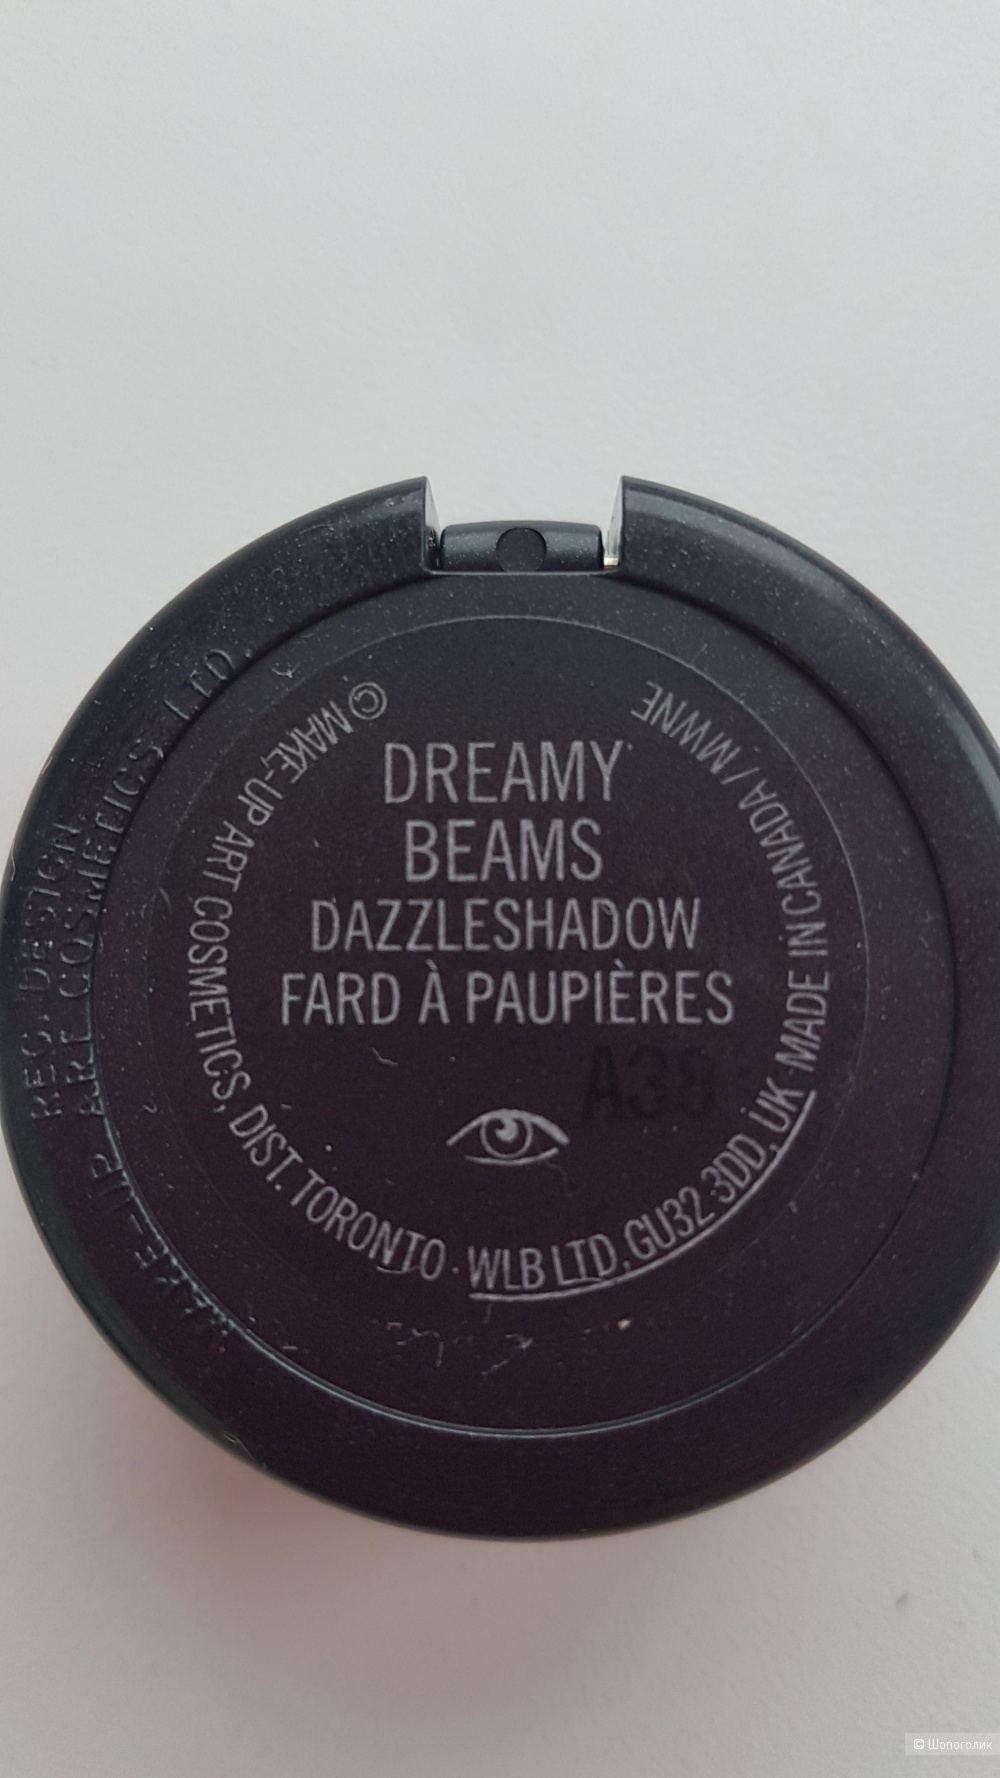 DREAMY
BEAMS
DAZZLESHADOW
FARD À PAUPIÈRES
A38
© MAKE-UP ART COSMETICS, DIST. TORONTO · WLB LTD, GU32 3DD, UK · MADE IN CANADA / MWNE
REG. DESIGN
MAKE-UP ART COSMETICS LTD.
© Шопоголик